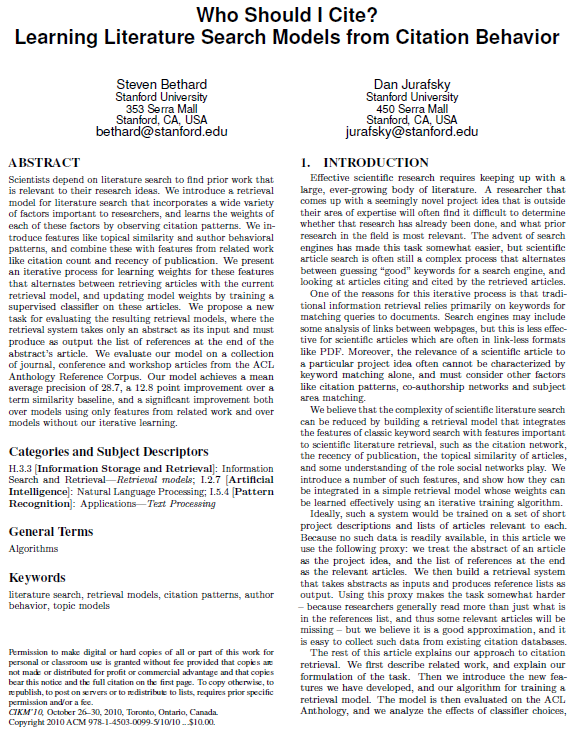 Who Should I Cite?
Learning Literature Search Models from Citation Behavior
Steven Bethard
Stanford University
353 Serra Mall
Stanford, CA, USA
bethard@stanford.edu
Dan Jurafsky
Stanford University
450 Serra Mall
Stanford, CA, USA
jurafsky@stanford.edu
ABSTRACT
Scientists depend on literature search to find prior work that
is relevant to their research ideas. We introduce a retrieval
model for literature search that incorporates a wide variety
of factors important to researchers, and learns the weights of
each of these factors by observing citation patterns. We in-
troduce features like topical similarity and author behavioral
patterns, and combine these with features from related work
like citation count and recency of publication. We present
an iterative process for learning weights for these features
that alternates between retrieving articles with the current
retrieval model, and updating model weights by training a
supervised classifier on these articles. We propose a new
task for evaluating the resulting retrieval models, where the
retrieval system takes only an abstract as its input and must
produce as output the list of references at the end of the
abstract's article. We evaluate our model on a collection
of journal, conference and workshop articles from the ACL
Anthology Reference Corpus. Our model achieves a mean
average precision of 28.7, a 12.8 point improvement over a
term similarity baseline, and a significant improvement both
over models using only features from related work and over
models without our iterative learning.
Categories and Subject Descriptors
H.3.3 [Information Storage and Retrieval]: Information
Search and Retrieval—Retrieval models; I.2.7 [Artificial
Intelligence]: Natural Language Processing; I.5.4 [Pattern
Recognition]: Applications—Text Processing
General Terms
Algorithms
Keywords
literature search, retrieval models, citation patterns, author
behavior, topic models
Permission to make digital or hard copies of all or part of this work for
personal or classroom use is granted without fee provided that copies are
not made or distributed for profit or commercial advantage and that copies
bear this notice and the full citation on the first page. To copy otherwise, to
republish, to post on servers or to redistribute to lists, requires prior specific
permission and/or a fee.
CIKM'10, October 26–30, 2010, Toronto, Ontario, Canada.
Copyright 2010 ACM 978-1-4503-0099-5/10/10 ...$10.00.
1. INTRODUCTION
Effective scientific research requires keeping up with a
large, ever-growing body of literature. A researcher that
comes up with a seemingly novel project idea that is outside
their area of expertise will often find it difficult to determine
whether that research has already been done, and what prior
research in the field is most relevant. The advent of search
engines has made this task somewhat easier, but scientific
article search is often still a complex process that alternates
between guessing "good" keywords for a search engine, and
looking at articles citing and cited by the retrieved articles.
One of the reasons for this iterative process is that tradi-
tional information retrieval relies primarily on keywords for
matching queries to documents. Search engines may include
some analysis of links between webpages, but this is less effec-
tive for scientific articles which are often in link-less formats
like PDF. Moreover, the relevance of a scientific article to
a particular project idea often cannot be characterized by
keyword matching alone, and must consider other factors
like citation patterns, co-authorship networks and subject
area matching.
We believe that the complexity of scientific literature search
can be reduced by building a retrieval model that integrates
the features of classic keyword search with features important
to scientific literature retrieval, such as the citation network,
the recency of publication, the topical similarity of articles,
and some understanding of the role social networks play. We
introduce a number of such features, and show how they can
be integrated in a simple retrieval model whose weights can
be learned effectively using an iterative training algorithm.
Ideally, such a system would be trained on a set of short
project descriptions and lists of articles relevant to each.
Because no such data is readily available, in this article we
use the following proxy: we treat the abstract of an article
as the project idea, and the list of references at the end
as the relevant articles. We then build a retrieval system
that takes abstracts as inputs and produces reference lists as
output. Using this proxy makes the task somewhat harder
– because researchers generally read more than just what is
in the references list, and thus some relevant articles will be
missing – but we believe it is a good approximation, and it
is easy to collect such data from existing citation databases.
The rest of this article explains our approach to citation
retrieval. We first describe related work, and explain our
formulation of the task. Then we introduce the new fea-
tures we have developed, and our algorithm for training a
retrieval model. The model is then evaluated on the ACL
Anthology, and we analyze the effects of classifier choices,